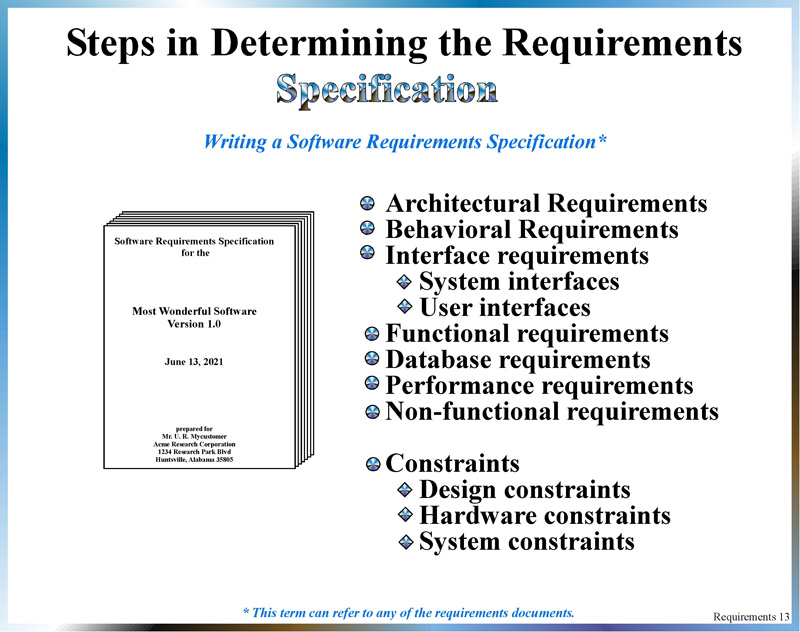 Steps in Determining the Requirements
Specification
Writing a Software Requirements Specification*
Software Requirements Specification
for the
Most Wonderful Software
Version 1.0
June 13, 2021
prepared for
Mr. U. R. Mycustomer
Acme Research Corporation
1234 Research Park Blvd
Huntsville, Alabama 35805
Architectural Requirements
Behavioral Requirements
Interface requirements
System interfaces
User interfaces
Functional requirements
Database requirements
Performance requirements
Non-functional requirements
Constraints
Design constraints
Hardware constraints
System constraints
* This term can refer to any of the requirements documents.
Requirements 13